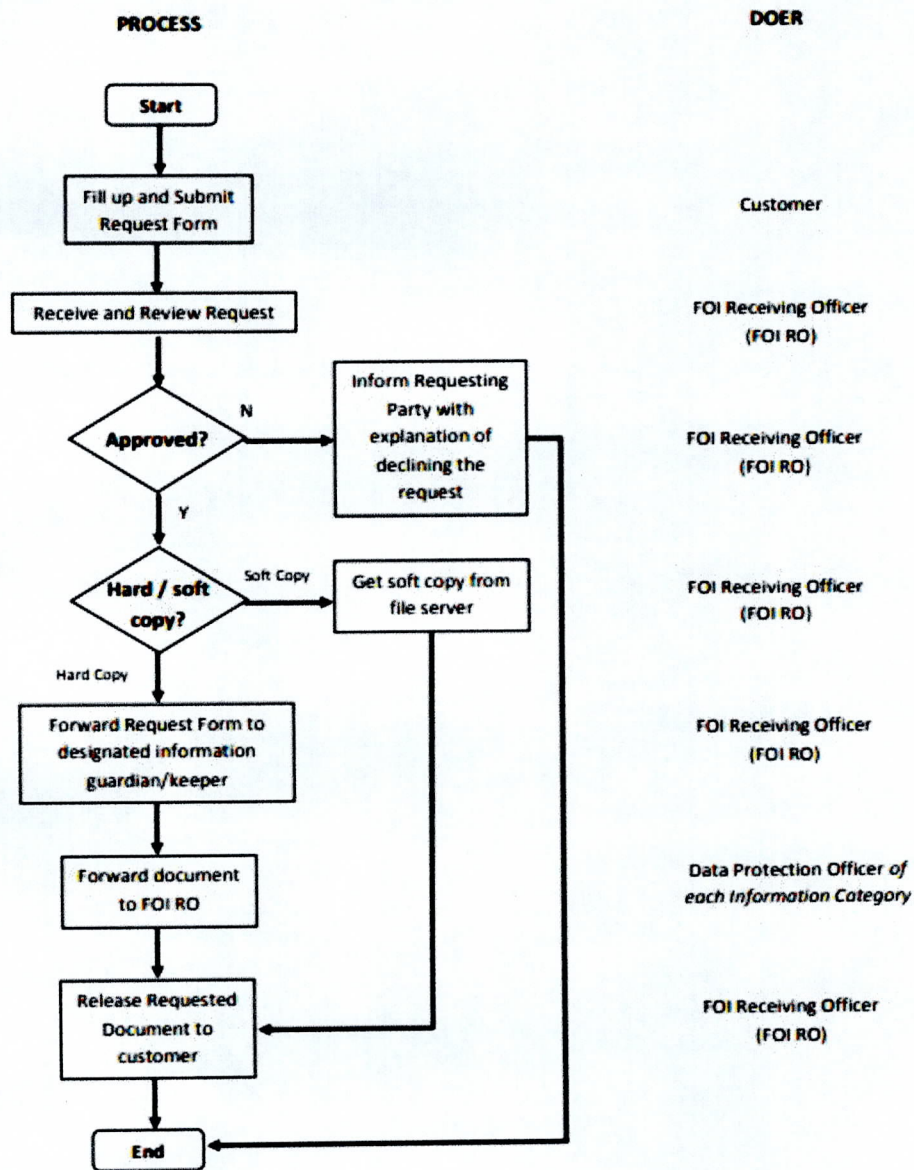 PROCESS
DOER
Start
Fill up and Submit
Request Form
Customer
Receive and Review Request
FOI Receiving Officer
(FOI RO)
Approved?
N
Inform Requesting
Party with
explanation of
declining the
request
FOI Receiving Officer
(FOI RO)
Y
Hard / soft
copy?
Soft Copy
Get soft copy from
file server
FOI Receiving Officer
(FOI RO)
Hard Copy
Forward Request Form to
designated information
guardian/keeper
FOI Receiving Officer
(FOI RO)
Forward document
to FOI RO
Data Protection Officer of
each Information Category
Release Requested
Document to
customer
FOI Receiving Officer
(FOI RO)
End